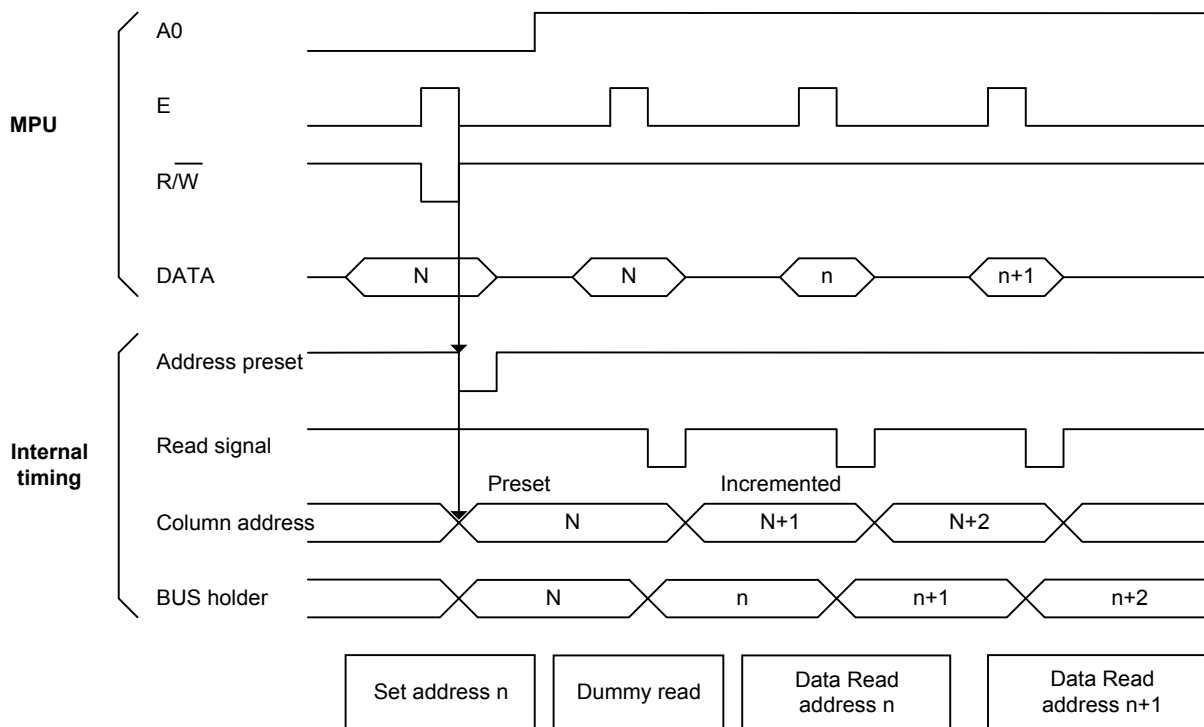 MPU
A0
E
R/W
DATA
N
N
n
n+1
Internal
timing
Address preset
Read signal
Preset
Incremented
Column address
N
N+1
N+2
BUS holder
N
n
n+1
n+2
Set address n
Dummy read
Data Read
address n
Data Read
address n+1